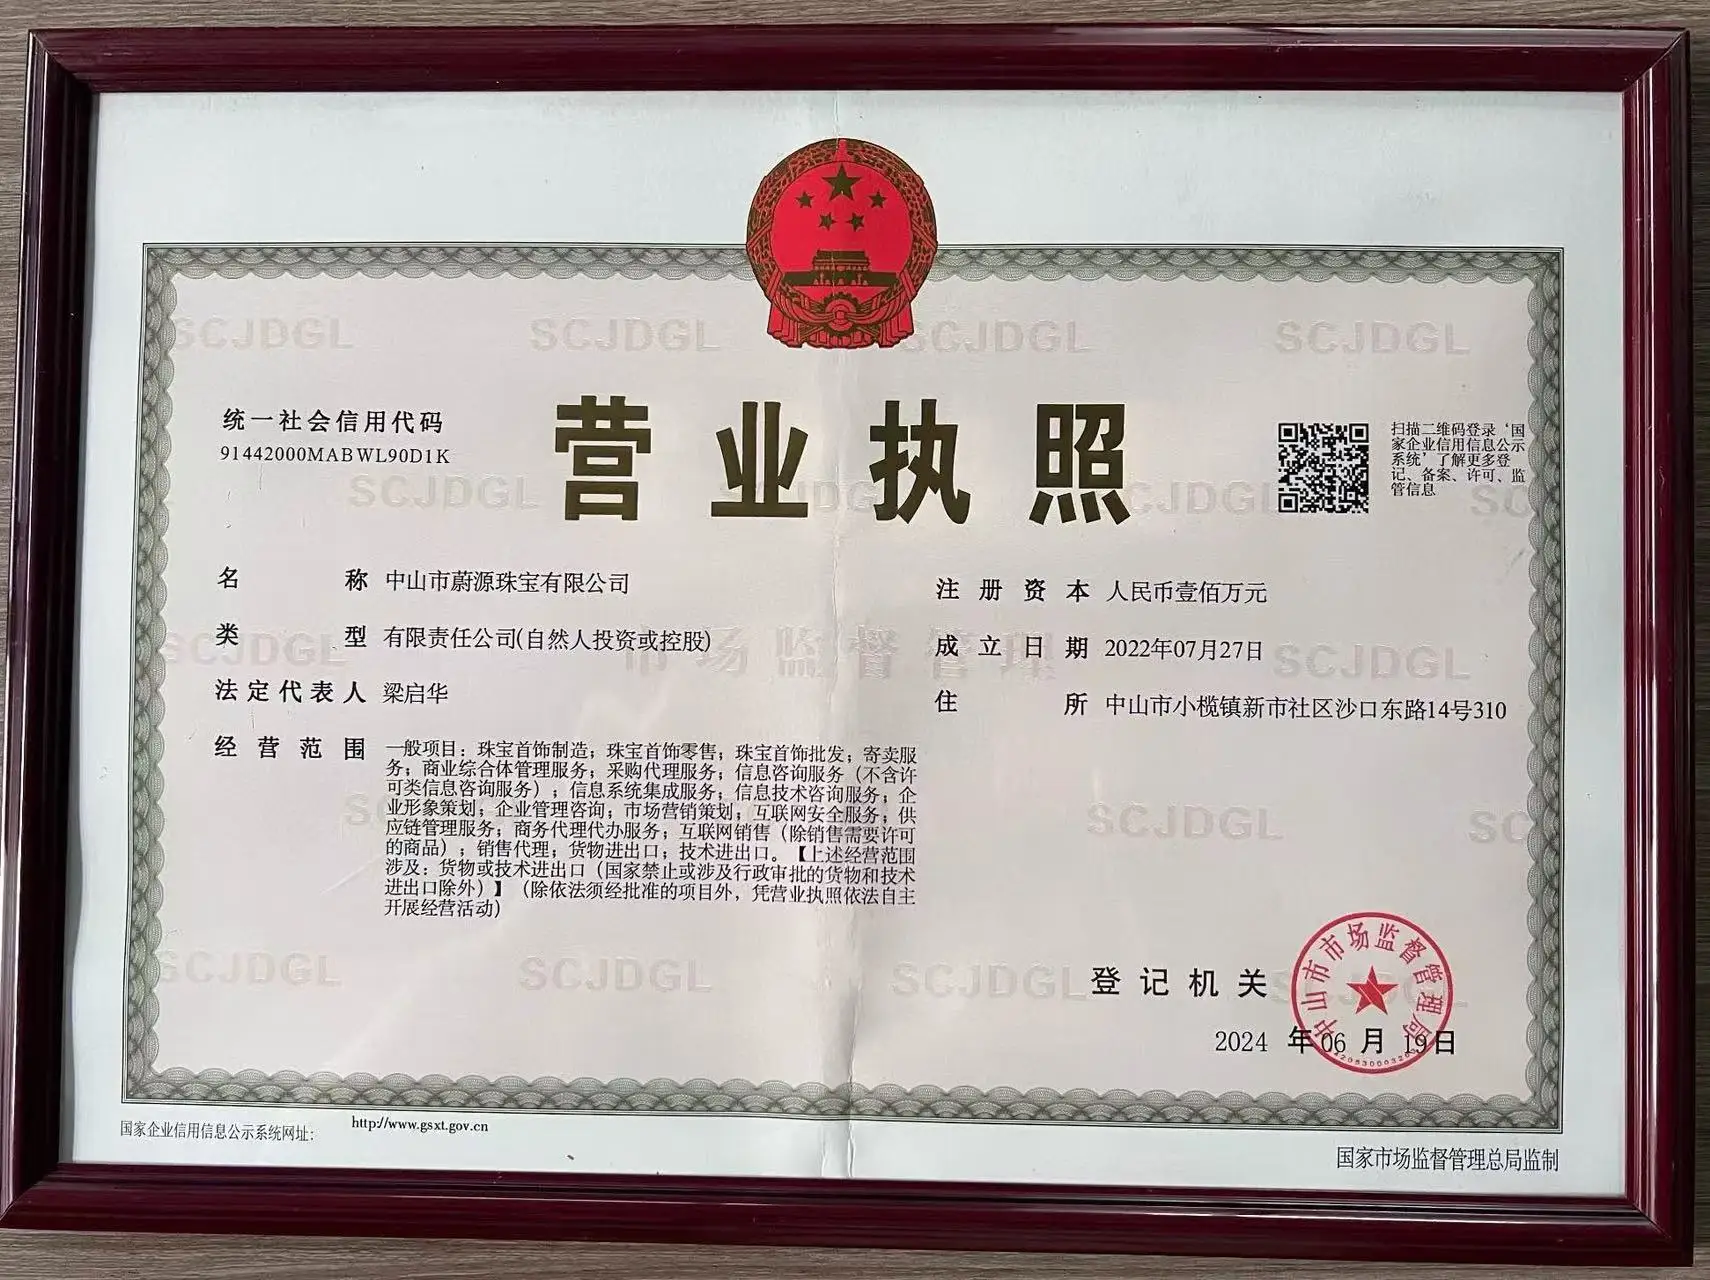 统一社会信用代码
91442000MABWL90D1K
营业执照
扫描二维码登录‘国
家企业信用信息公示
系统’了解更多登
记、备案、许可、监
管信息
名称 中山市蔚源珠宝有限公司
类型 有限责任公司(自然人投资或控股)
法定代表人 梁启华
经营范围 一般项目：珠宝首饰制造；珠宝首饰零售；珠宝首饰批发；寄卖服
务；商业综合体管理服务；采购代理服务；信息咨询服务（不含许
可类信息咨询服务）；信息系统集成服务；信息技术咨询服务；企
业形象策划；企业管理咨询；市场营销策划；互联网安全服务；供
应链管理服务；商务代理代办服务；互联网销售（除销售需要许可
的商品）；销售代理；货物进出口；技术进出口。【上述经营范围
涉及：货物或技术进出口（国家禁止或涉及行政审批的货物和技术
进出口除外）】（除依法须经批准的项目外，凭营业执照依法自主
开展经营活动）
注册资本 人民币壹佰万元
成立日期 2022年07月27日
住所 中山市小榄镇新市社区沙口东路14号310
登记机关
中山市市场监督管理局
2024 年 06 月 19 日
国家企业信用信息公示系统网址：
http://www.gsxt.gov.cn
国家市场监督管理总局监制
SCJDGL
市场监督管理